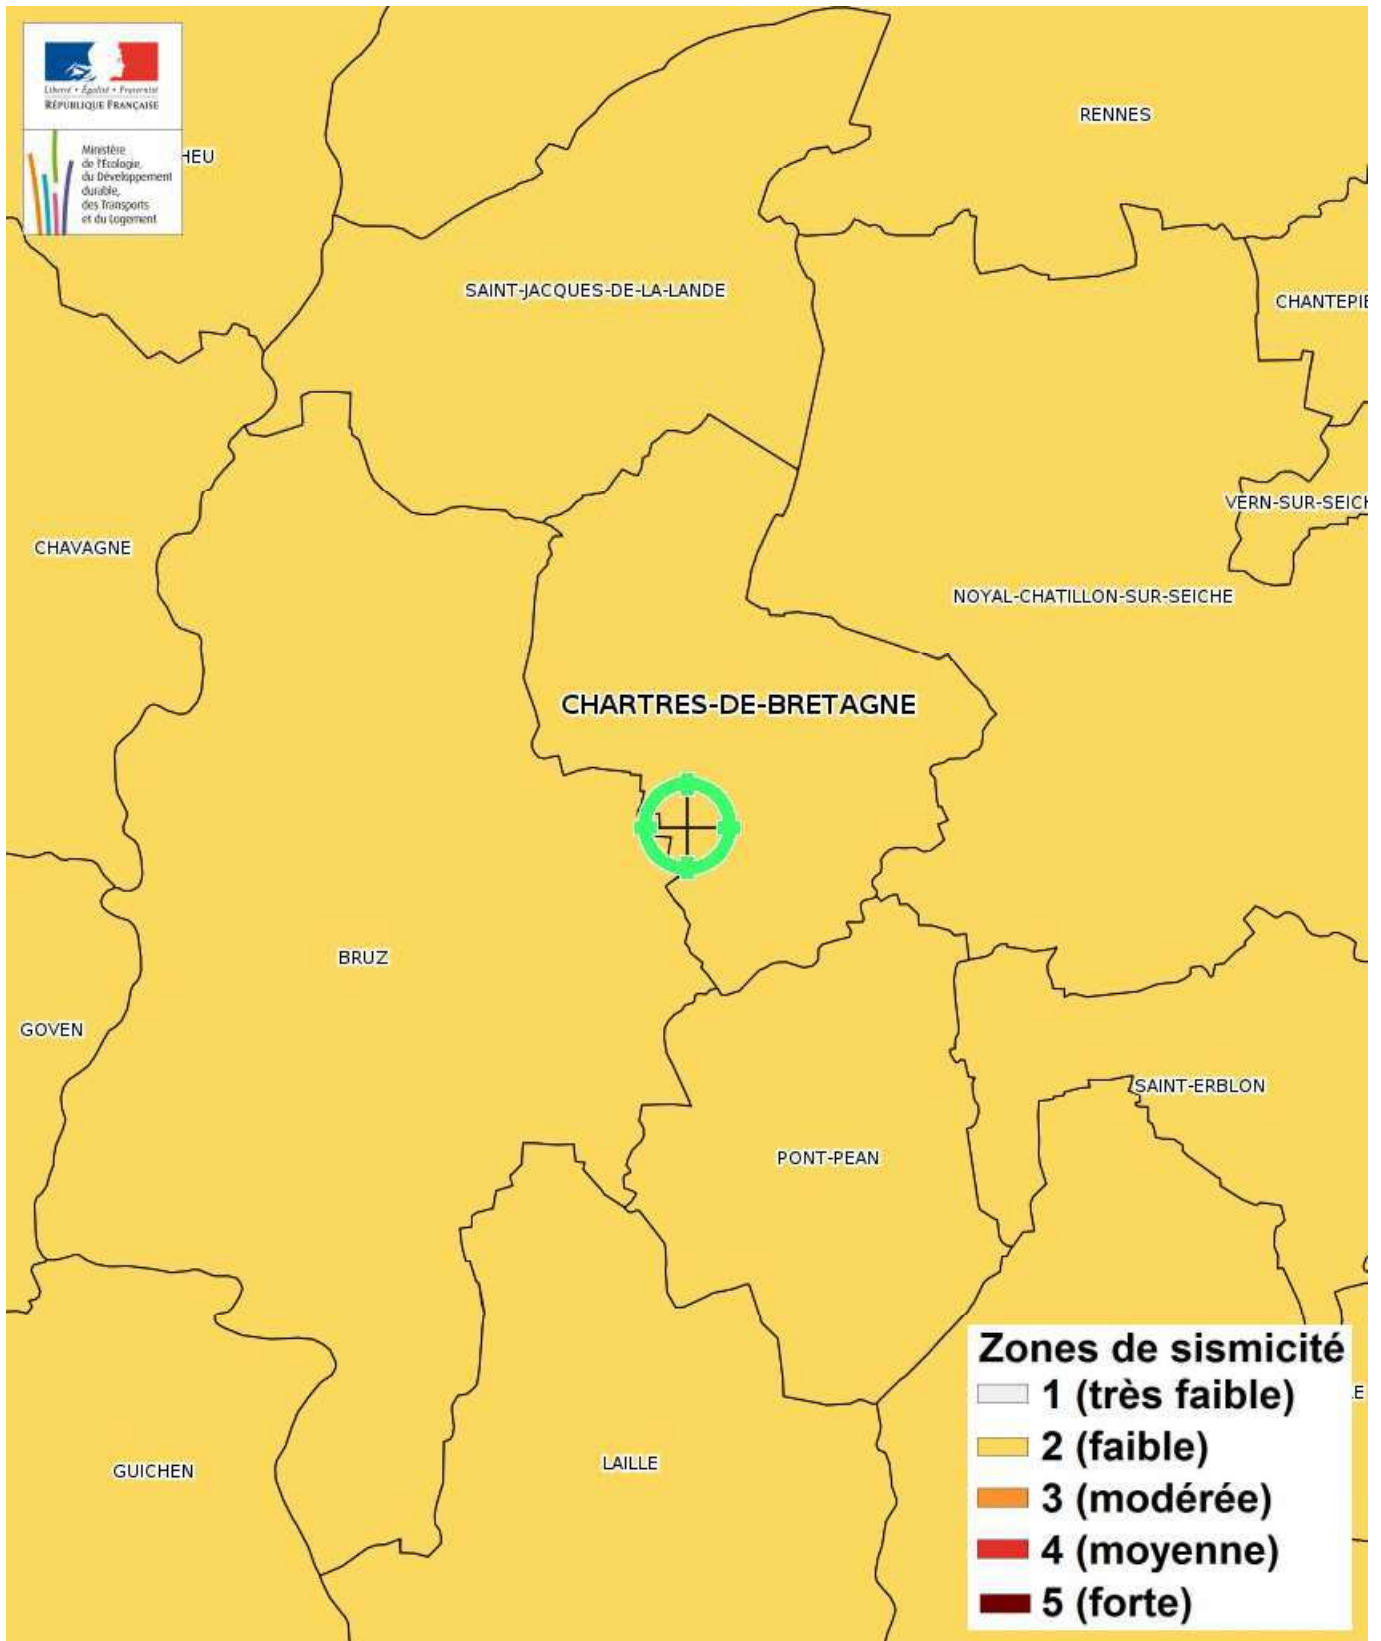 Liberté • Égalité • Fraternité
RÉPUBLIQUE FRANÇAISE
Ministère
de l'Ecologie,
du Développement
durable,
des Transports
et du Logement
HEU
RENNES
SAINT-JACQUES-DE-LA-LANDE
CHANTEPIE
VERN-SUR-SEICH
CHAVAGNE
NOYAL-CHATILLON-SUR-SEICHE
CHARTRES-DE-BRETAGNE
BRUZ
GOVEN
SAINT-ERBLON
PONT-PEAN
GUICHEN
LAILLE
LE
Zones de sismicité
1 (très faible)
2 (faible)
3 (modérée)
4 (moyenne)
5 (forte)